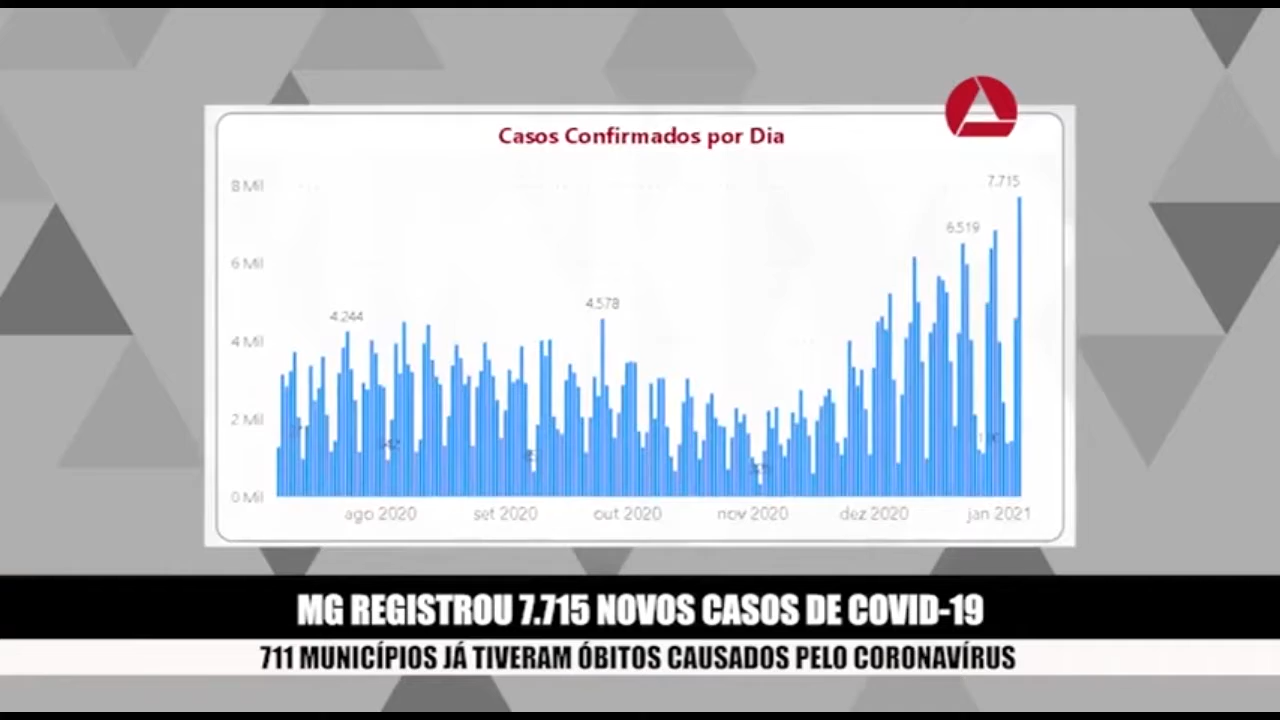 Casos Confirmados por Dia
8 Mil
7.715
6.519
6 Mil
4.578
4.244
4 Mil
2 Mil
0 Mil
ago 2020
set 2020
out 2020
nov 2020
dez 2020
jan 2021
MG REGISTROU 7.715 NOVOS CASOS DE COVID-19
711 MUNICÍPIOS JÁ TIVERAM ÓBITOS CAUSADOS PELO CORONAVÍRUS